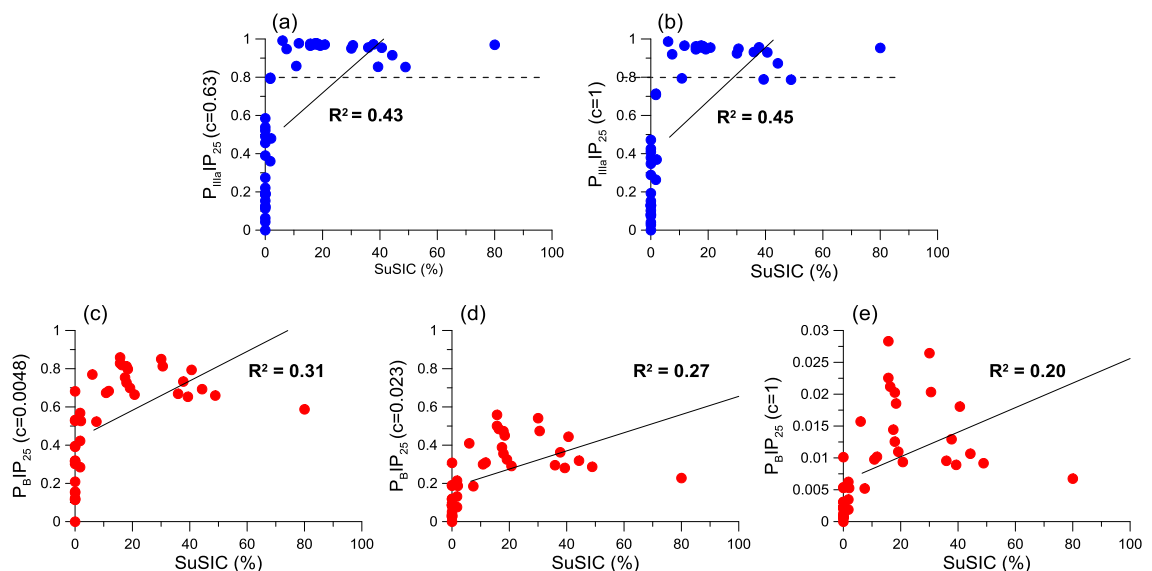 (a)
(b)
1
0.8
0.6
0.4
0.2
0
P_IIIaIP_25 (c=0.63)
R² = 0.43
0 20 40 60 80 100
SuSIC (%)
1
0.8
0.6
0.4
0.2
0
P_IIIaIP_25 (c=1)
R² = 0.45
0 20 40 60 80 100
SuSIC (%)
(c)
(d)
(e)
1
0.8
0.6
0.4
0.2
0
P_BIP_25 (c=0.0048)
R² = 0.31
0 20 40 60 80 100
SuSIC (%)
1
0.8
0.6
0.4
0.2
0
P_BIP_25 (c=0.023)
R² = 0.27
0 20 40 60 80 100
SuSIC (%)
0.03
0.025
0.02
0.015
0.01
0.005
0
P_BIP_25 (c=1)
R² = 0.20
0 20 40 60 80 100
SuSIC (%)